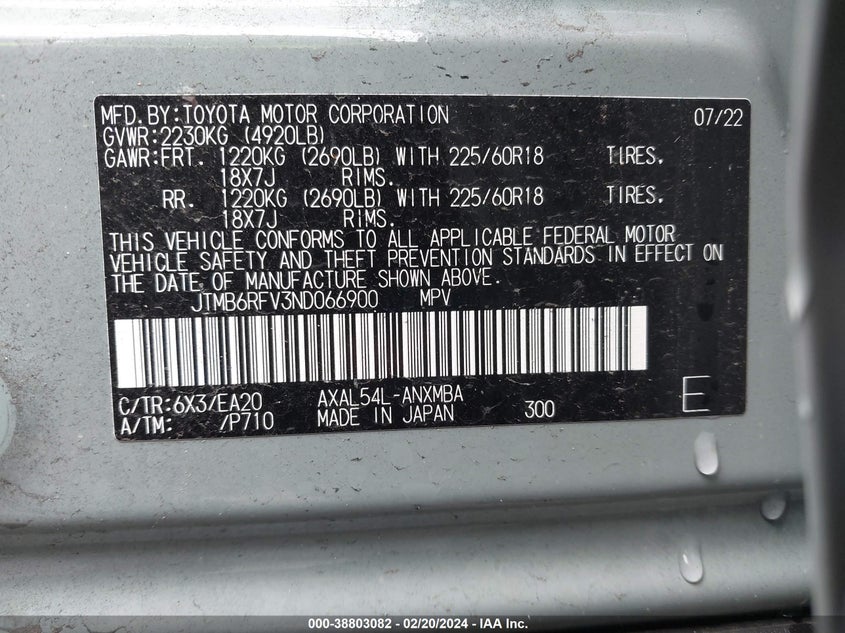 MFD.BY:TOYOTA MOTOR CORPORATION 07/22
GVWR:2230KG (4920LB)
GAWR:FRT. 1220KG (2690LB) WITH 225/60R18 TIRES.
18X7J RIMS.
RR. 1220KG (2690LB) WITH 225/60R18 TIRES.
18X7J RIMS.
THIS VEHICLE CONFORMS TO ALL APPLICABLE FEDERAL MOTOR
VEHICLE SAFETY AND THEFT PREVENTION STANDARDS IN EFFECT ON
THE DATE OF MANUFACTURE SHOWN ABOVE.
JTMB6RFV3ND066900 MPV
C/TR:6X3/EA20 AXAL54L-ANXMBA
A/TM: /P710 MADE IN JAPAN 300 E
000-38803082 - 02/20/2024 - IAA Inc.